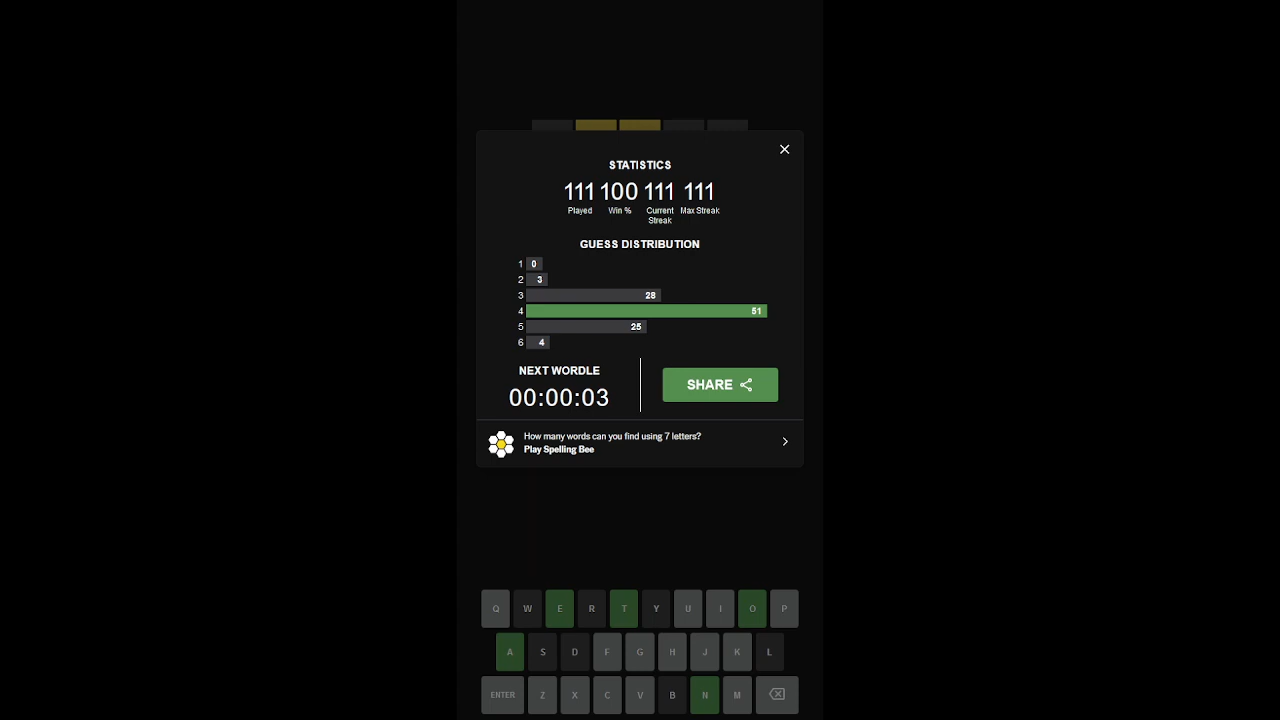 STATISTICS
111 100 111 111
Played Win % Current Streak Max Streak
GUESS DISTRIBUTION
1 0
2 3
3 28
4 51
5 25
6 4
NEXT WORDLE
00:00:03
SHARE
How many words can you find using 7 letters?
Play Spelling Bee
Q W E R T Y U I O P
A S D F G H J K L
ENTER Z X C V B N M